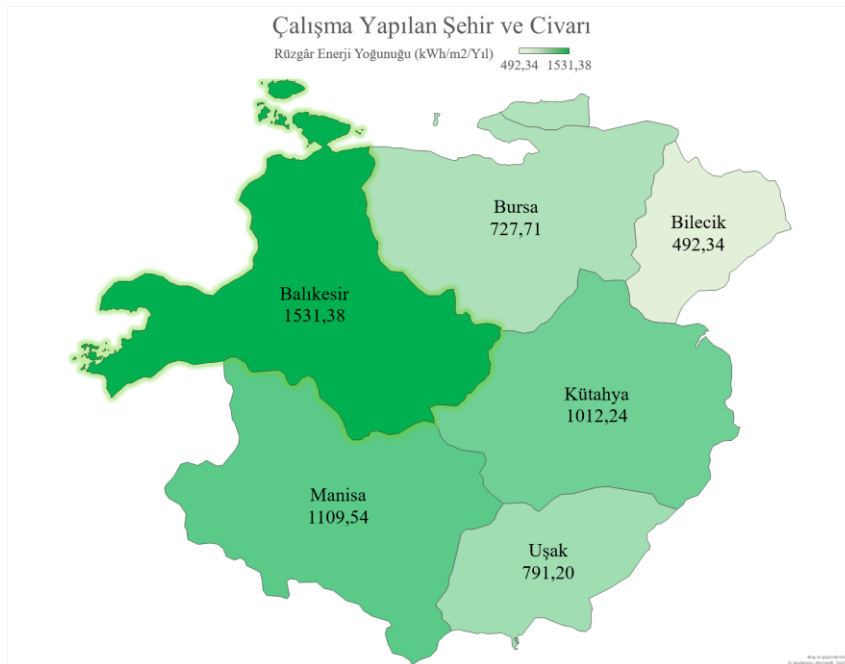 Çalışma Yapılan Şehir ve Civarı
Rüzgâr Enerji Yoğunuğu (kWh/m2/Yıl)
492,34 1531,38
Bursa
727,71
Bilecik
492,34
Balıkesir
1531,38
Kütahya
1012,24
Manisa
1109,54
Uşak
791,20